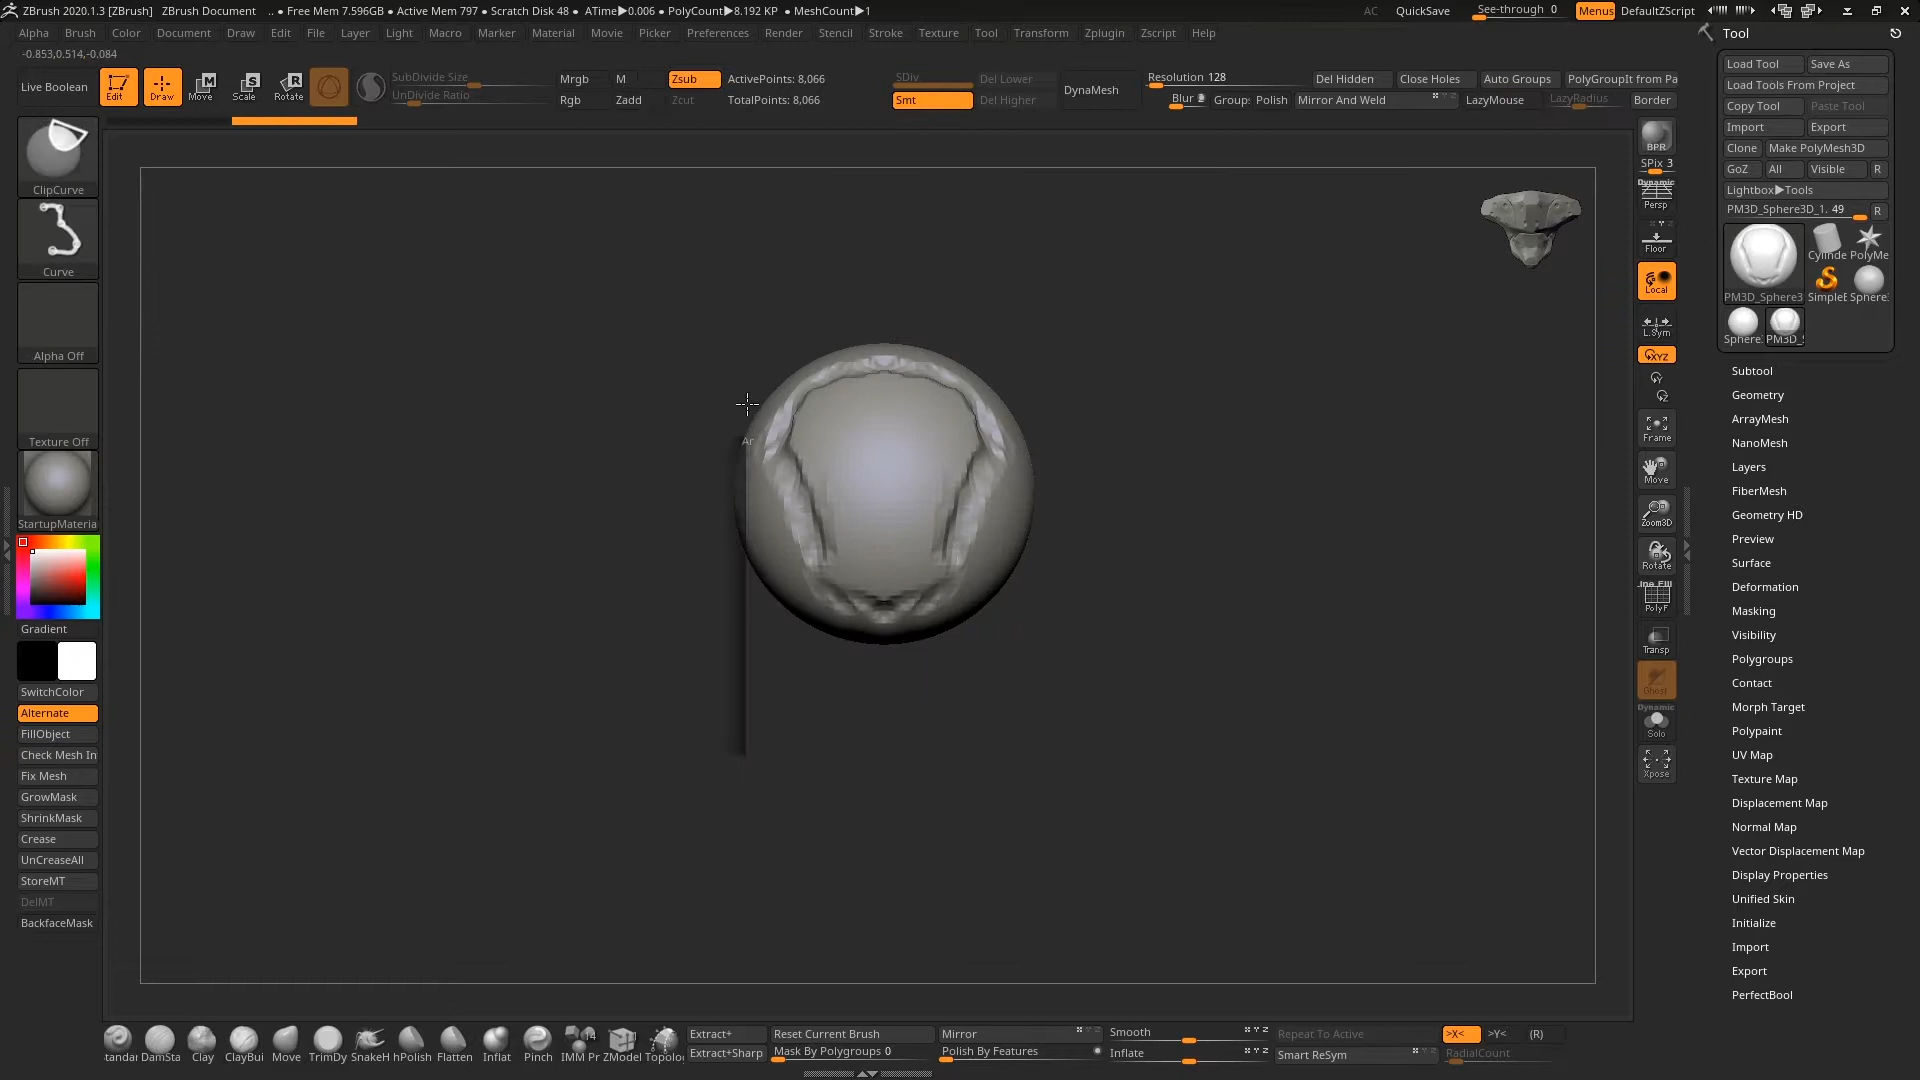 ZBrush 2020.1.3 [ZBrush] ZBrush Document .. • Free Mem 7.596GB • Active Mem 797 • Scratch Disk 48 • ATime▶0.006 • PolyCount▶8.192 KP • MeshCount▶1 AC QuickSave See-through 0 Menus DefaultZScript
Alpha Brush Color Document Draw Edit File Layer Light Macro Marker Material Movie Picker Preferences Render Stencil Stroke Texture Tool Transform Zplugin Zscript Help
-0.853,0.514,-0.084
Live Boolean Edit Draw Move Scale Rotate
SubDivide Size
UnDivide Ratio
Mrgb M Zsub ActivePoints: 8,066
Rgb Zadd Zcut TotalPoints: 8,066
SDiv Del Lower
Smt Del Higher
DynaMesh
Resolution 128 Del Hidden Close Holes Auto Groups PolyGroupIt from Pa
Blur 2 Group: Polish Mirror And Weld LazyMouse LazyRadius Border
ClipCurve
Curve
Alpha Off
Texture Off
StartupMateria
Gradient
SwitchColor
Alternate
FillObject
Check Mesh In
Fix Mesh
GrowMask
ShrinkMask
Crease
UnCreaseAll
StoreMT
DelMT
BackfaceMask
Ar
BPR
SPix 3
Dynamic
Persp
Floor
Local
L.Sym
XYZ
Y
Z
Frame
Move
Zoom3D
Rotate
Line Fill
PolyF
Transp
Ghost
Dynamic
Solo
Xpose
Tool
Load Tool Save As
Load Tools From Project
Copy Tool Paste Tool
Import Export
Clone Make PolyMesh3D
GoZ All Visible R
Lightbox▶Tools
PM3D_Sphere3D_1. 49 R
Cylinde PolyMe
PM3D_Sphere3 SimpleE Sphere.
Sphere. PM3D_S
Subtool
Geometry
ArrayMesh
NanoMesh
Layers
FiberMesh
Geometry HD
Preview
Surface
Deformation
Masking
Visibility
Polygroups
Contact
Morph Target
Polypaint
UV Map
Texture Map
Displacement Map
Normal Map
Vector Displacement Map
Display Properties
Unified Skin
Initialize
Import
Export
PerfectBool
tandar DamSta Clay ClayBui Move TrimDy SnakeH hPolish Flatten Inflat Pinch IMM Pr ZModel Topolo
14
Extract+ Reset Current Brush Mirror Smooth Repeat To Active >X< >Y< (R)
Extract+Sharp Mask By Polygroups 0 Polish By Features Inflate Smart ReSym RadialCount